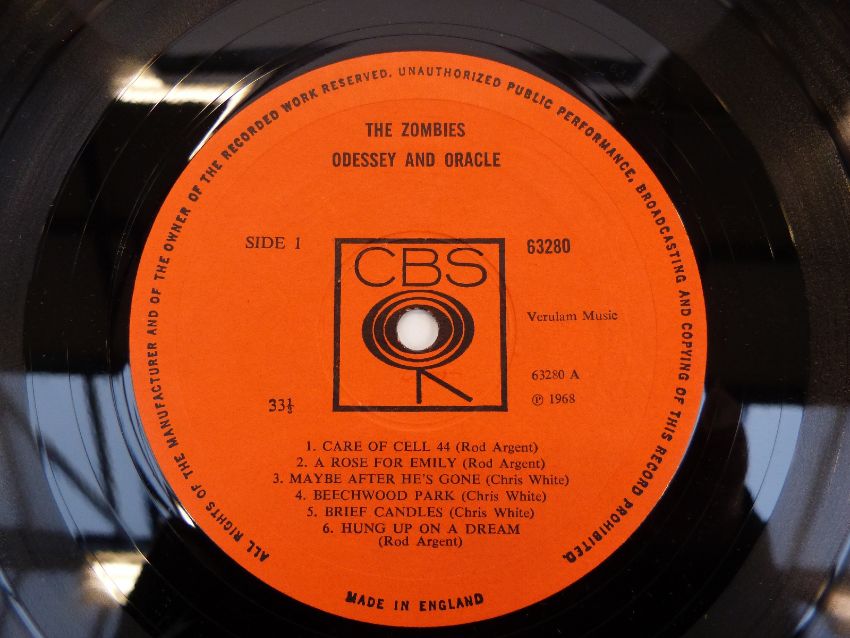 ALL RIGHTS OF THE MANUFACTURER AND OF THE OWNER OF THE RECORDED WORK RESERVED. UNAUTHORIZED PUBLIC PERFORMANCE, BROADCASTING AND COPYING OF THIS RECORD PROHIBITED.
THE ZOMBIES
ODESSEY AND ORACLE
SIDE 1
63280
CBS
Verulam Music
63280 A
33⅓
℗ 1968
1. CARE OF CELL 44 (Rod Argent)
2. A ROSE FOR EMILY (Rod Argent)
3. MAYBE AFTER HE'S GONE (Chris White)
4. BEECHWOOD PARK (Chris White)
5. BRIEF CANDLES (Chris White)
6. HUNG UP ON A DREAM
(Rod Argent)
MADE IN ENGLAND